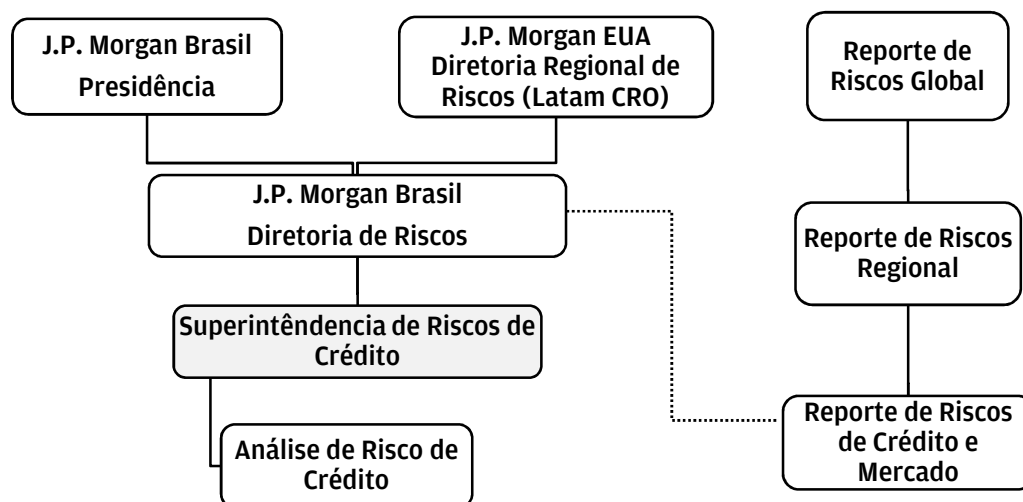 J.P. Morgan Brasil
Presidência
J.P. Morgan EUA
Diretoria Regional de
Riscos (Latam CRO)
Reporte de
Riscos Global
J.P. Morgan Brasil
Diretoria de Riscos
Reporte de Riscos
Regional
Superintêndencia de Riscos de
Crédito
Análise de Risco de
Crédito
Reporte de Riscos
de Crédito e
Mercado